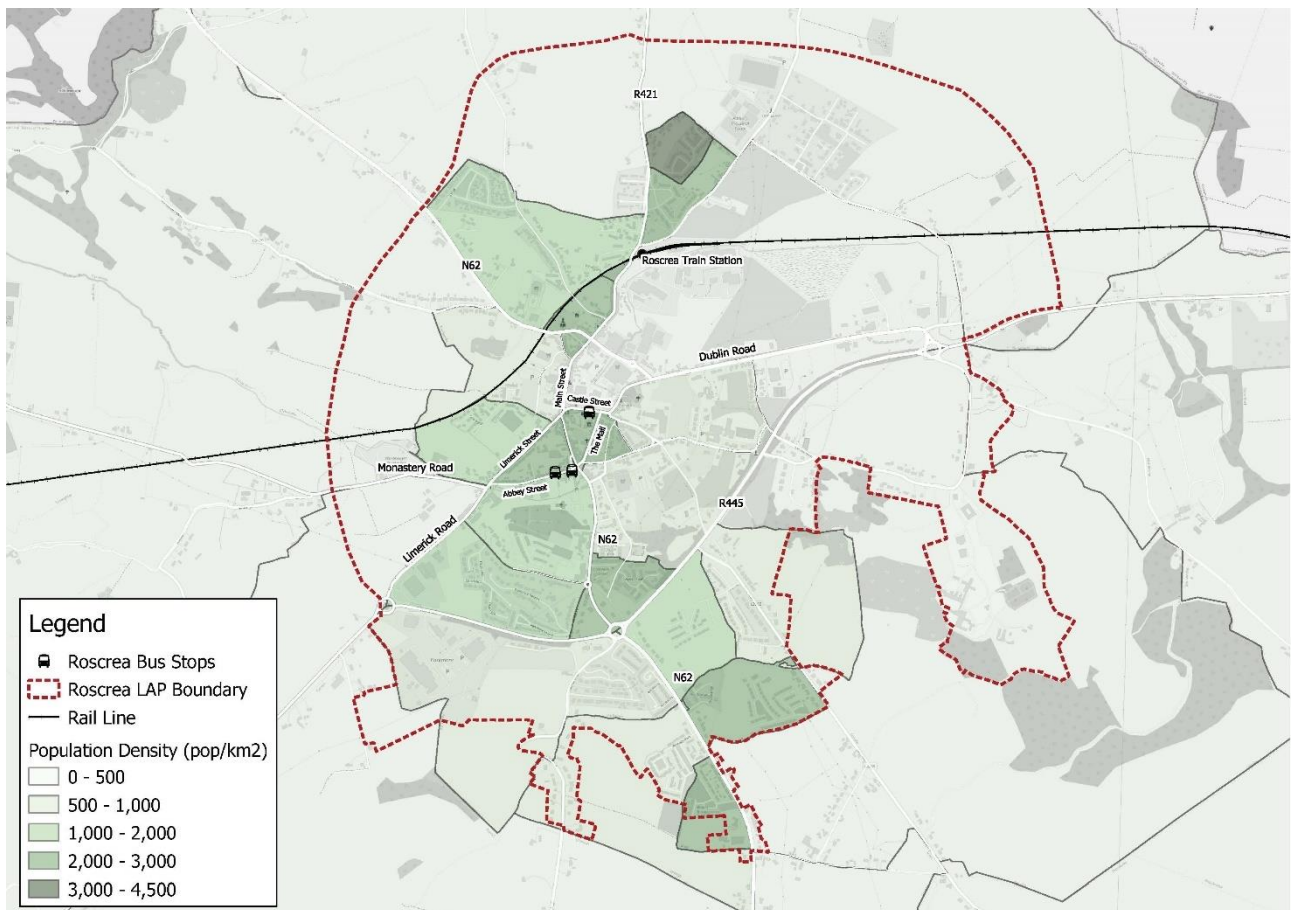 R421
N62
Roscrea Train Station
Dublin Road
Main Street
Castle Street
Limerick Street
The Mall
Monastery Road
Abbey Street
R445
Limerick Road
N62
N62
Legend
Roscrea Bus Stops
Roscrea LAP Boundary
Rail Line
Population Density (pop/km2)
0 - 500
500 - 1,000
1,000 - 2,000
2,000 - 3,000
3,000 - 4,500